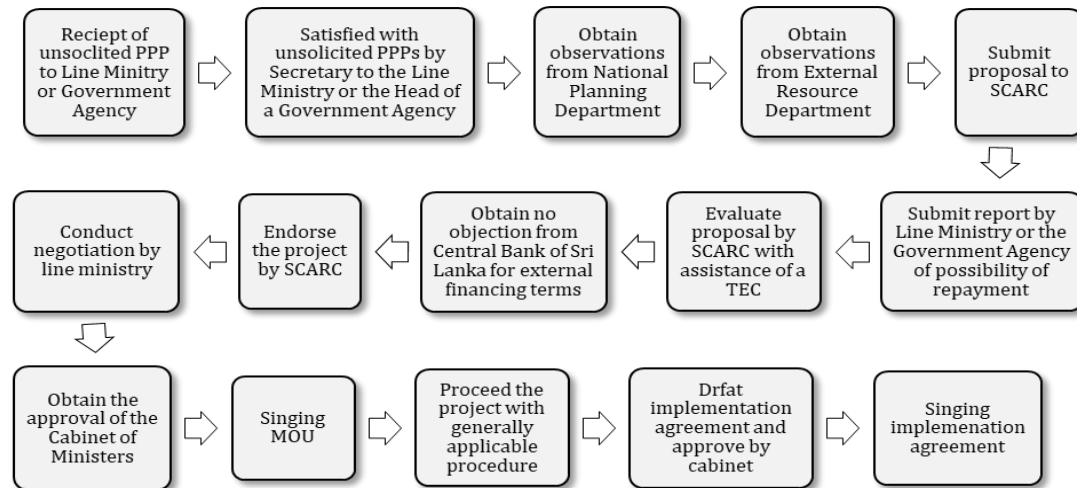 Reciept of
unsoclited PPP
to Line Minitry
or Government
Agency
Satisfied with
unsolicited PPPs by
Secretary to the Line
Ministry or the Head of
a Government Agency
Obtain
observations
from National
Planning
Department
Obtain
observations
from External
Resource
Department
Submit
proposal to
SCARC
Submit report by
Line Ministry or the
Government Agency
of possibility of
repayment
Evaluate
proposal by
SCARC with
assistance of a
TEC
Obtain no
objection from
Central Bank of Sri
Lanka for external
financing terms
Endorse
the project
by SCARC
Conduct
negotiation by
line ministry
Obtain the
approval of the
Cabinet of
Ministers
Singing
MOU
Proceed the
project with
generally
applicable
procedure
Drfat
implementation
agreement and
approve by
cabinet
Singing
implemenation
agreement